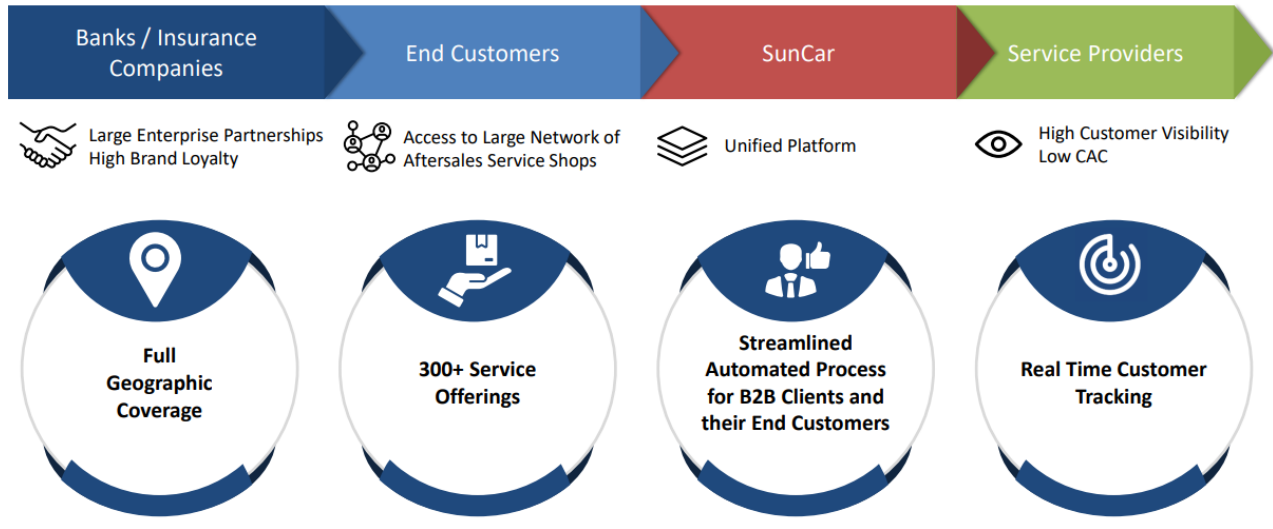 Banks / Insurance
Companies
End Customers
SunCar
Service Providers
Large Enterprise Partnerships
High Brand Loyalty
Access to Large Network of
Aftersales Service Shops
Unified Platform
High Customer Visibility
Low CAC
Full
Geographic
Coverage
300+ Service
Offerings
Streamlined
Automated Process
for B2B Clients and
their End Customers
Real Time Customer
Tracking